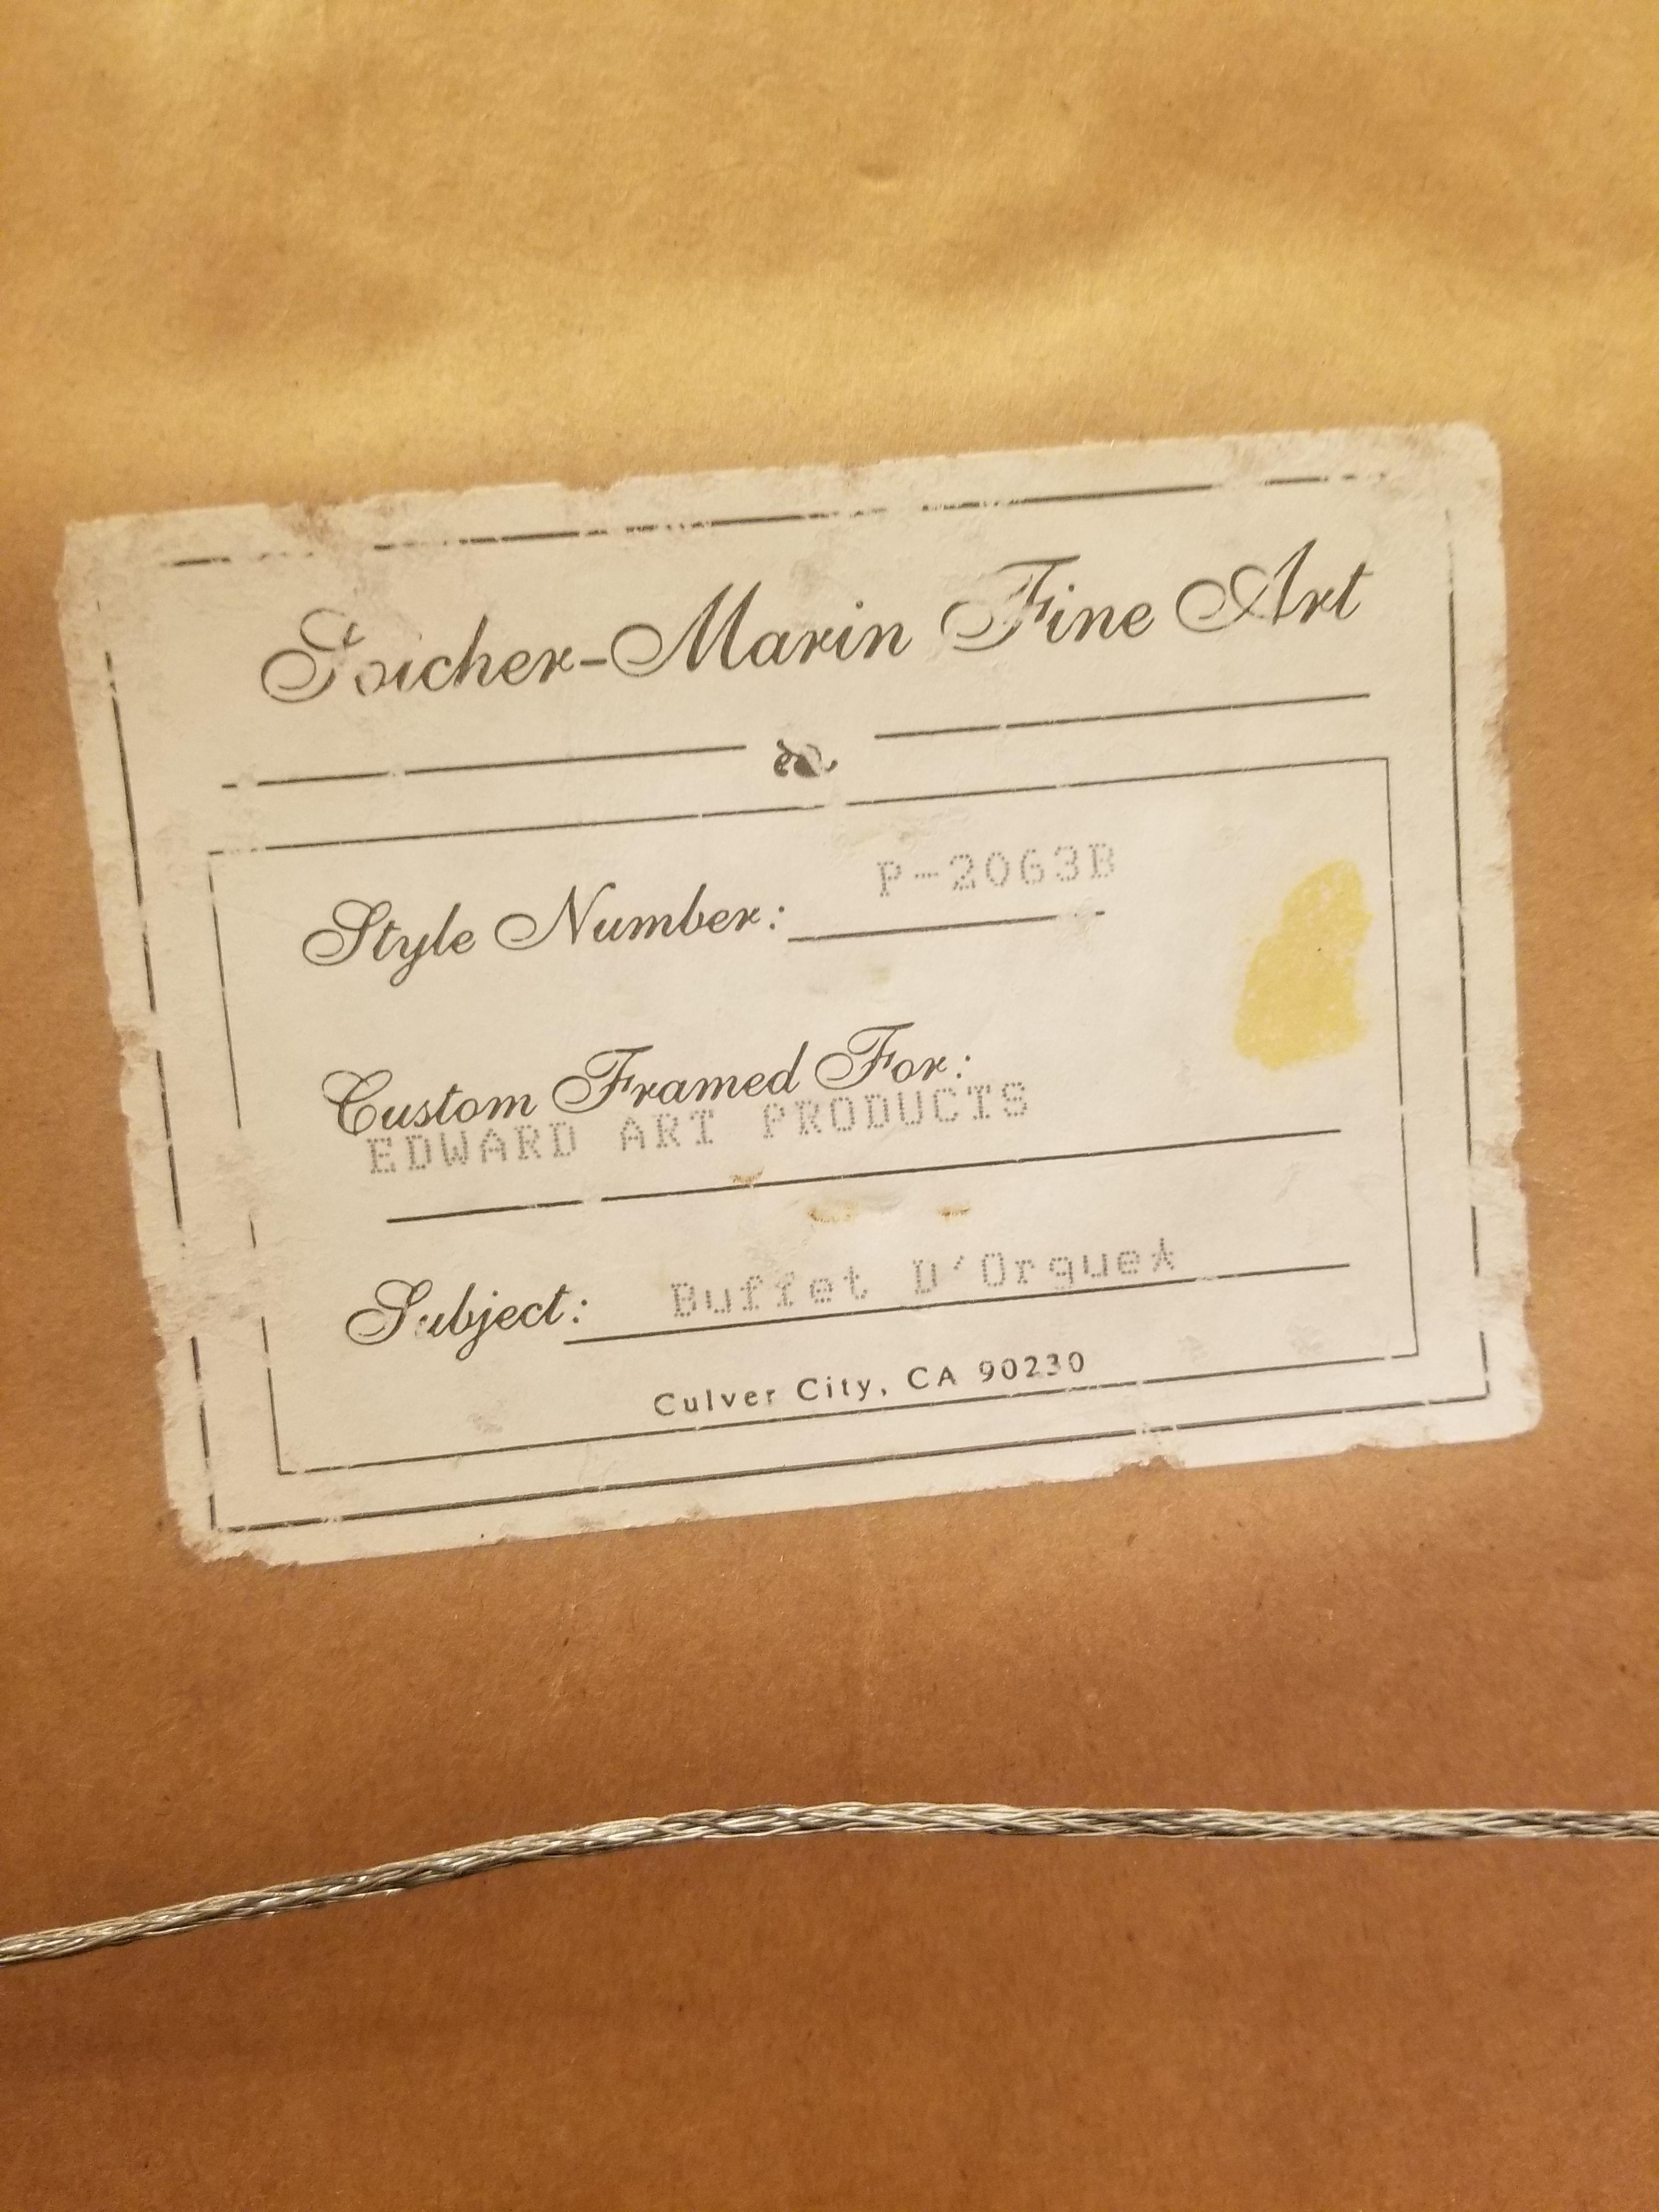 Soicher-Marin Fine Art
Style Number: P-2063B
Custom Framed For:
EDWARD ART PRODUCTS
Subject: Buffet D'Orgue*
Culver City, CA 90230